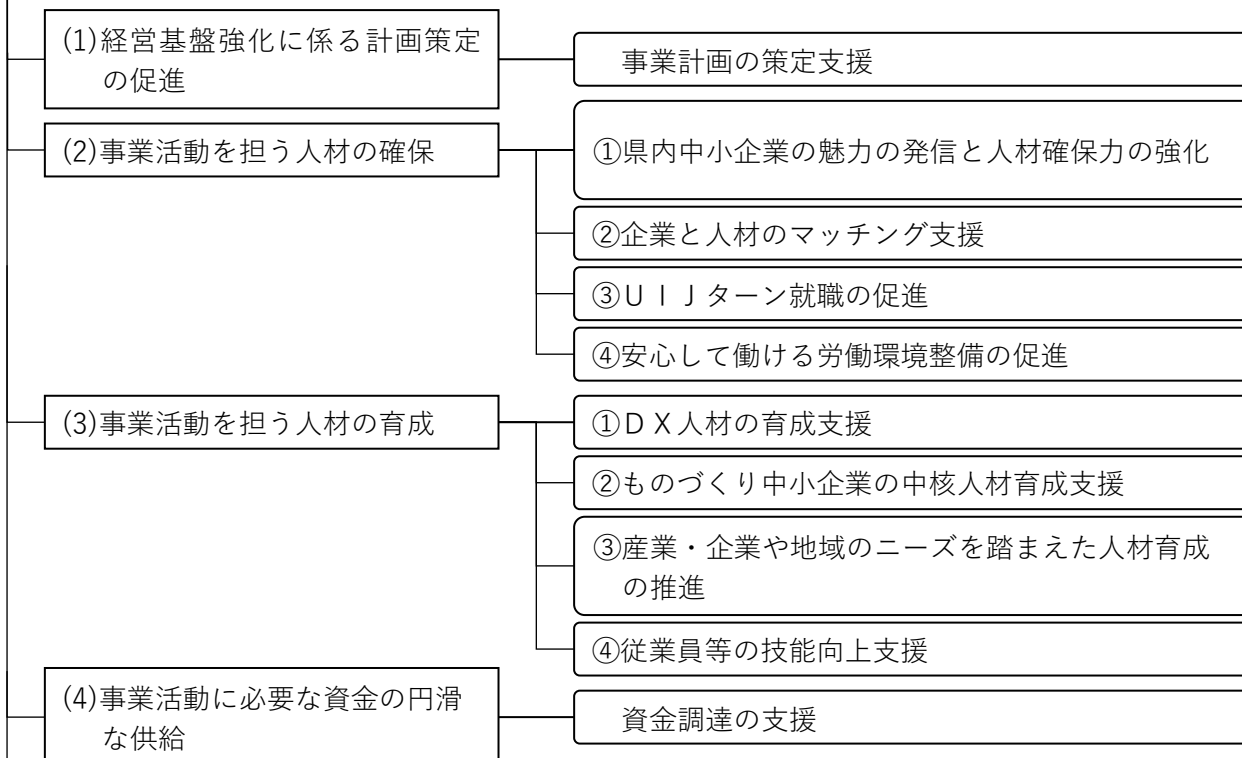 (1)経営基盤強化に係る計画策定
の促進
事業計画の策定支援
(2)事業活動を担う人材の確保
①県内中小企業の魅力の発信と人材確保力の強化
②企業と人材のマッチング支援
③ＵＩＪターン就職の促進
④安心して働ける労働環境整備の促進
(3)事業活動を担う人材の育成
①ＤＸ人材の育成支援
②ものづくり中小企業の中核人材育成支援
③産業・企業や地域のニーズを踏まえた人材育成
の推進
④従業員等の技能向上支援
(4)事業活動に必要な資金の円滑
な供給
資金調達の支援